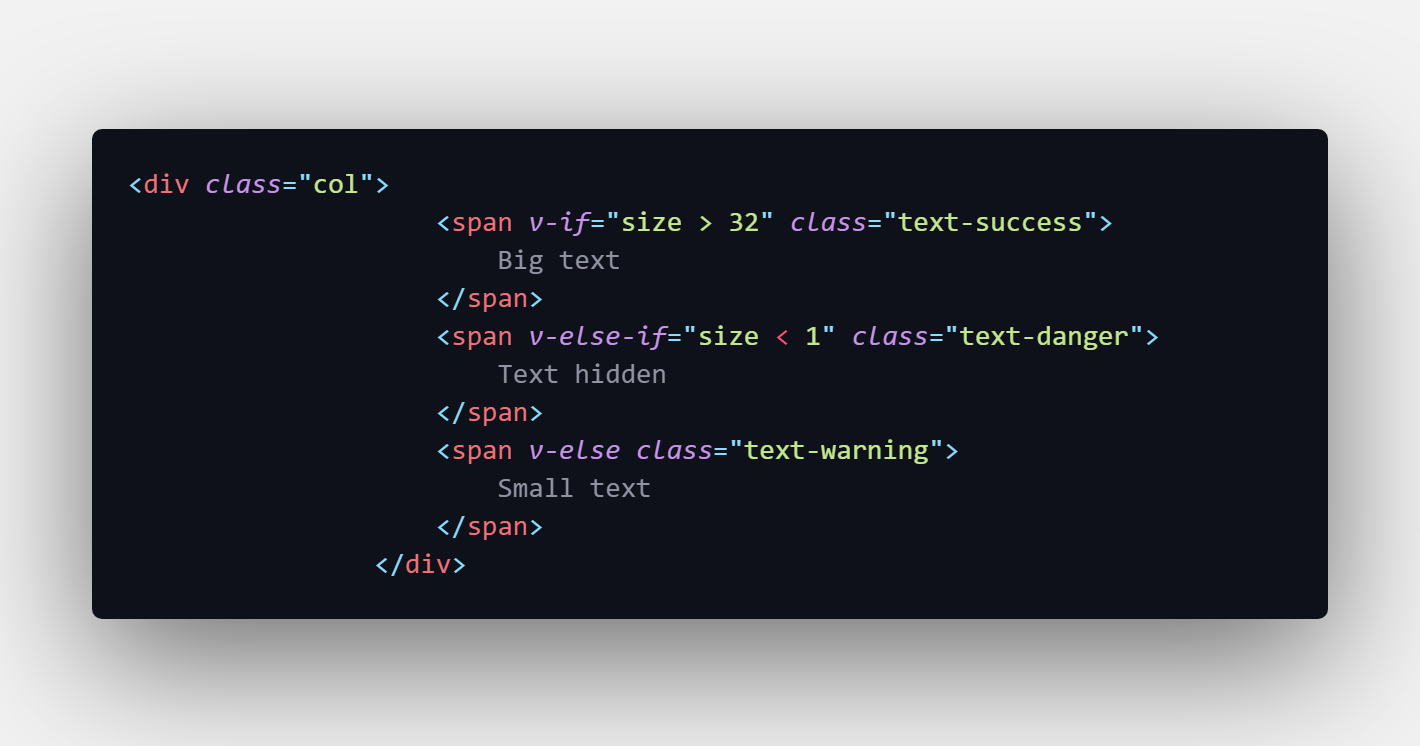 <div class="col">
                    <span v-if="size > 32" class="text-success">
                        Big text
                    </span>
                    <span v-else-if="size < 1" class="text-danger">
                        Text hidden
                    </span>
                    <span v-else class="text-warning">
                        Small text
                    </span>
                </div>